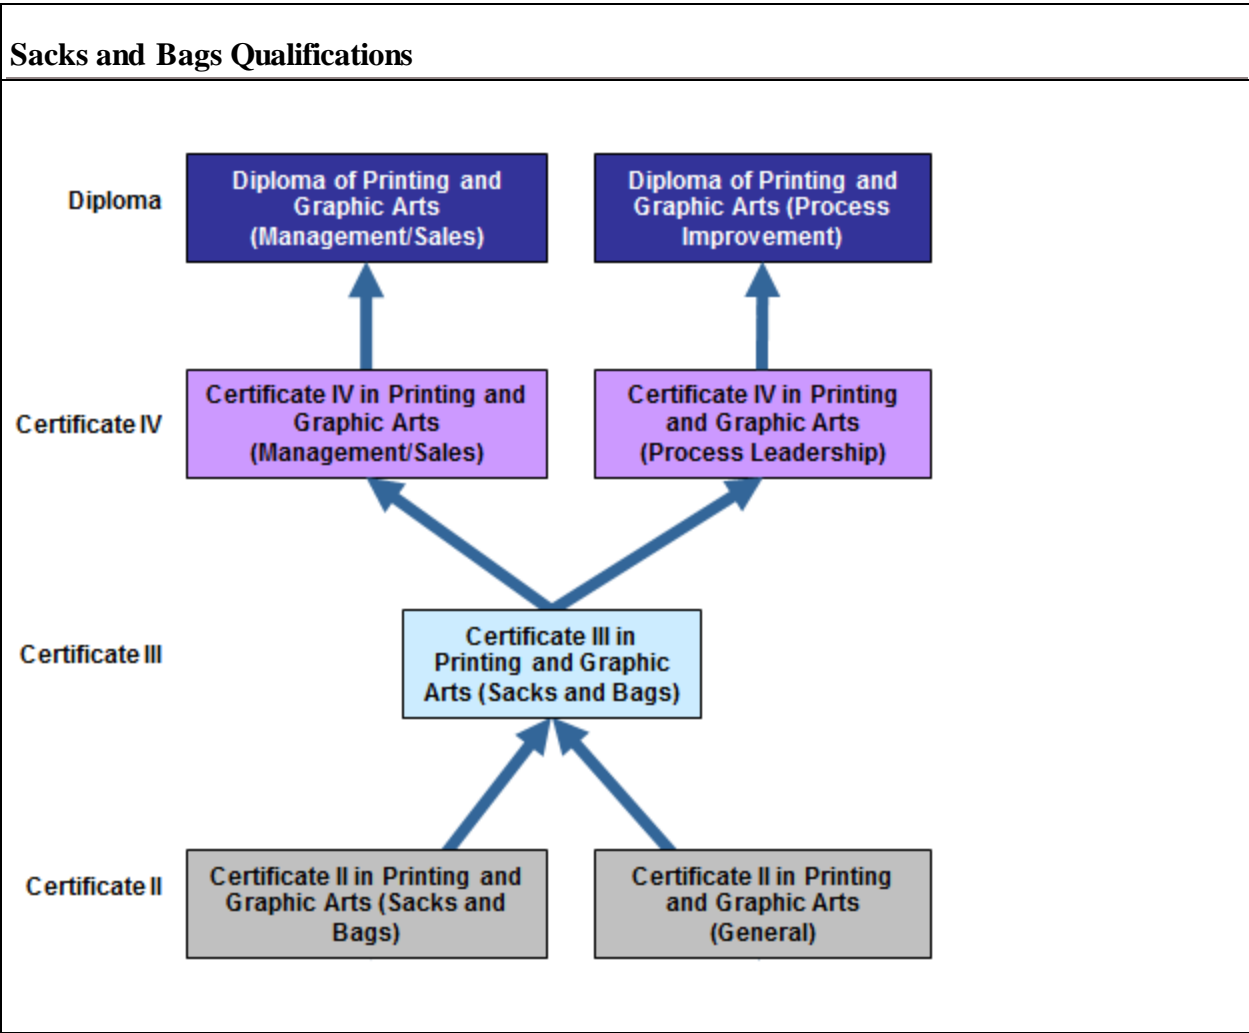 Sacks and Bags Qualifications
Diploma
Diploma of Printing and
Graphic Arts
(Management/Sales)
Diploma of Printing and
Graphic Arts (Process
Improvement)
Certificate IV
Certificate IV in Printing and
Graphic Arts
(Management/Sales)
Certificate IV in Printing
and Graphic Arts
(Process Leadership)
Certificate III
Certificate III in
Printing and Graphic
Arts (Sacks and Bags)
Certificate II
Certificate II in Printing and
Graphic Arts (Sacks and
Bags)
Certificate II in Printing
and Graphic Arts
(General)